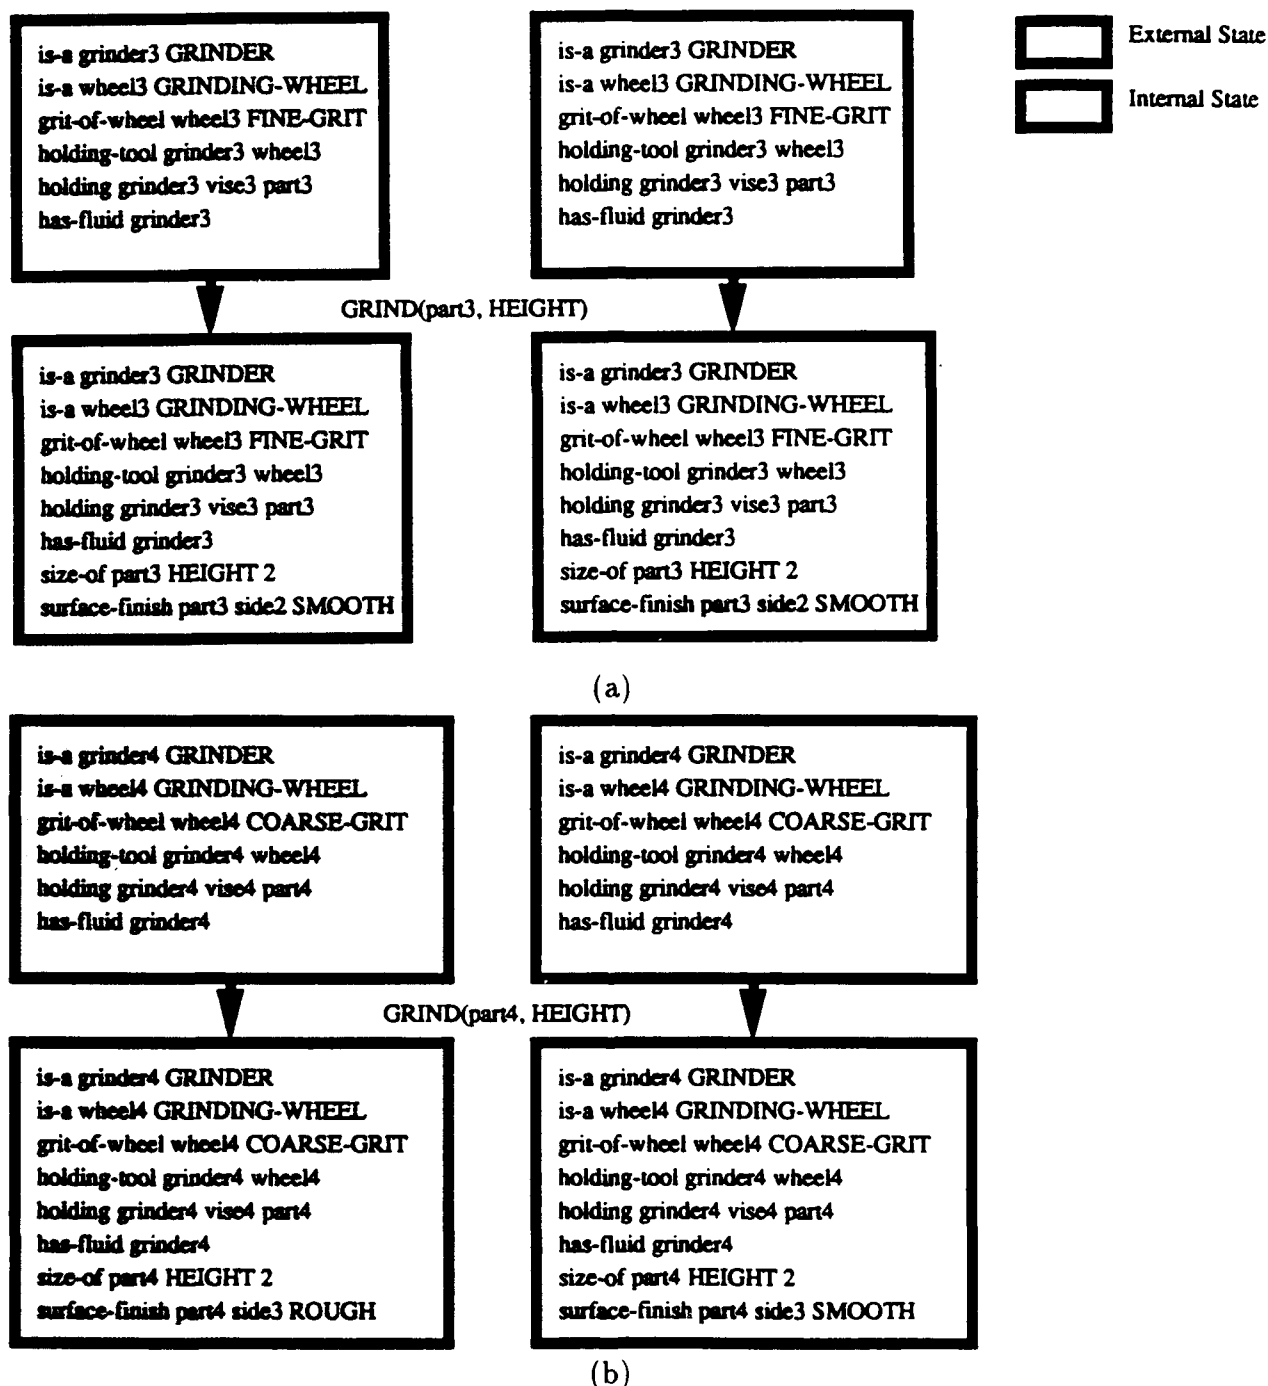 is-a grinder3 GRINDER
is-a wheel3 GRINDING-WHEEL
grit-of-wheel wheel3 FINE-GRIT
holding-tool grinder3 wheel3
holding grinder3 vise3 part3
has-fluid grinder3
is-a grinder3 GRINDER
is-a wheel3 GRINDING-WHEEL
grit-of-wheel wheel3 FINE-GRIT
holding-tool grinder3 wheel3
holding grinder3 vise3 part3
has-fluid grinder3
External State
Internal State
GRIND(part3, HEIGHT)
is-a grinder3 GRINDER
is-a wheel3 GRINDING-WHEEL
grit-of-wheel wheel3 FINE-GRIT
holding-tool grinder3 wheel3
holding grinder3 vise3 part3
has-fluid grinder3
size-of part3 HEIGHT 2
surface-finish part3 side2 SMOOTH
is-a grinder3 GRINDER
is-a wheel3 GRINDING-WHEEL
grit-of-wheel wheel3 FINE-GRIT
holding-tool grinder3 wheel3
holding grinder3 vise3 part3
has-fluid grinder3
size-of part3 HEIGHT 2
surface-finish part3 side2 SMOOTH
(a)
is-a grinder4 GRINDER
is-a wheel4 GRINDING-WHEEL
grit-of-wheel wheel4 COARSE-GRIT
holding-tool grinder4 wheel4
holding grinder4 vise4 part4
has-fluid grinder4
is-a grinder4 GRINDER
is-a wheel4 GRINDING-WHEEL
grit-of-wheel wheel4 COARSE-GRIT
holding-tool grinder4 wheel4
holding grinder4 vise4 part4
has-fluid grinder4
GRIND(part4, HEIGHT)
is-a grinder4 GRINDER
is-a wheel4 GRINDING-WHEEL
grit-of-wheel wheel4 COARSE-GRIT
holding-tool grinder4 wheel4
holding grinder4 vise4 part4
has-fluid grinder4
size-of part4 HEIGHT 2
surface-finish part4 side3 ROUGH
is-a grinder4 GRINDER
is-a wheel4 GRINDING-WHEEL
grit-of-wheel wheel4 COARSE-GRIT
holding-tool grinder4 wheel4
holding grinder4 vise4 part4
has-fluid grinder4
size-of part4 HEIGHT 2
surface-finish part4 side3 SMOOTH
(b)